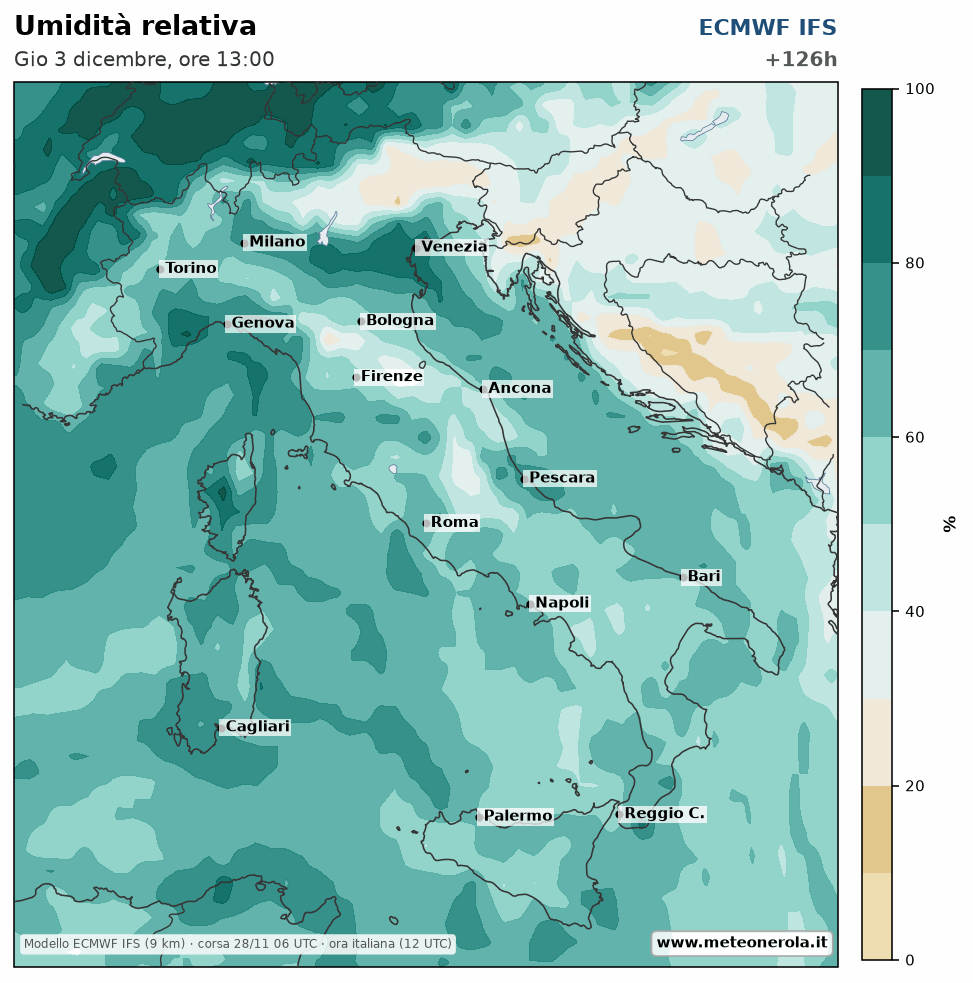 Umidità relativa
ECMWF IFS
Gio 3 dicembre, ore 13:00
+126h
100
80
60
40
20
0
%
Milano
Venezia
Torino
Genova
Bologna
Firenze
Ancona
Pescara
Roma
Bari
Napoli
Cagliari
Palermo
Reggio C.
Modello ECMWF IFS (9 km) · corsa 28/11 06 UTC · ora italiana (12 UTC)
www.meteonerola.it